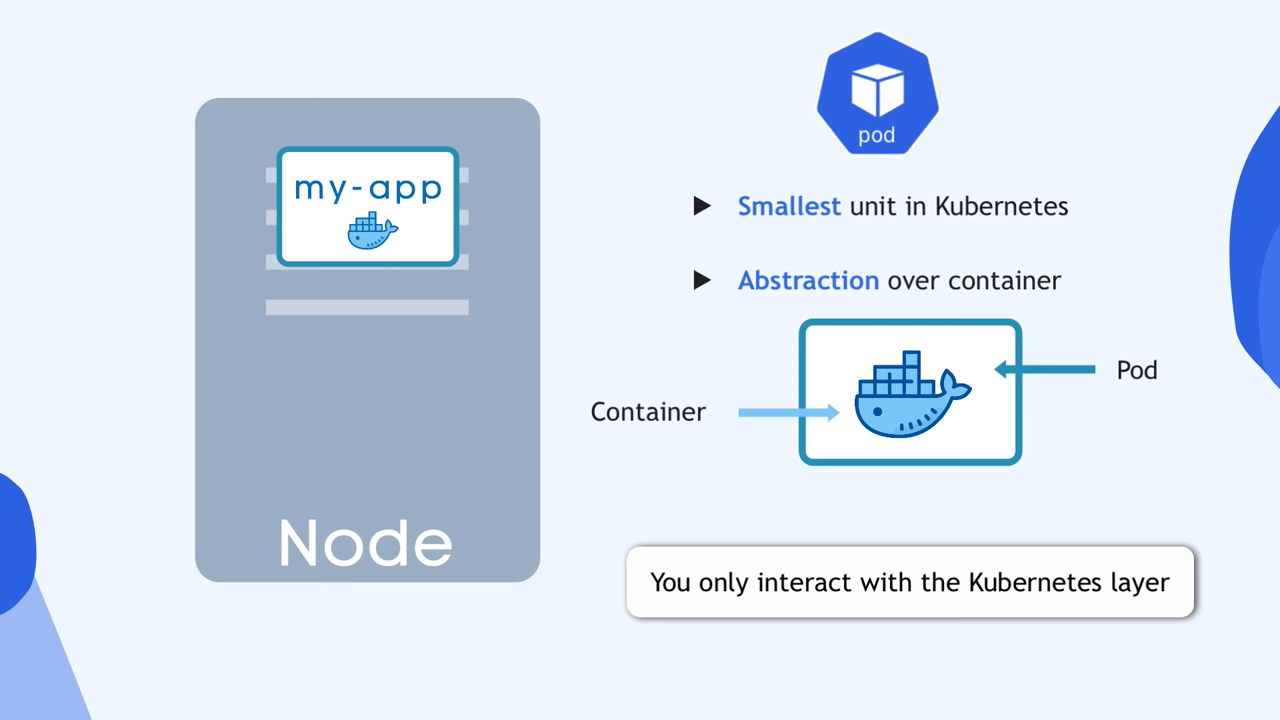 my-app
Node
pod
Smallest unit in Kubernetes
Abstraction over container
Pod
Container
You only interact with the Kubernetes layer